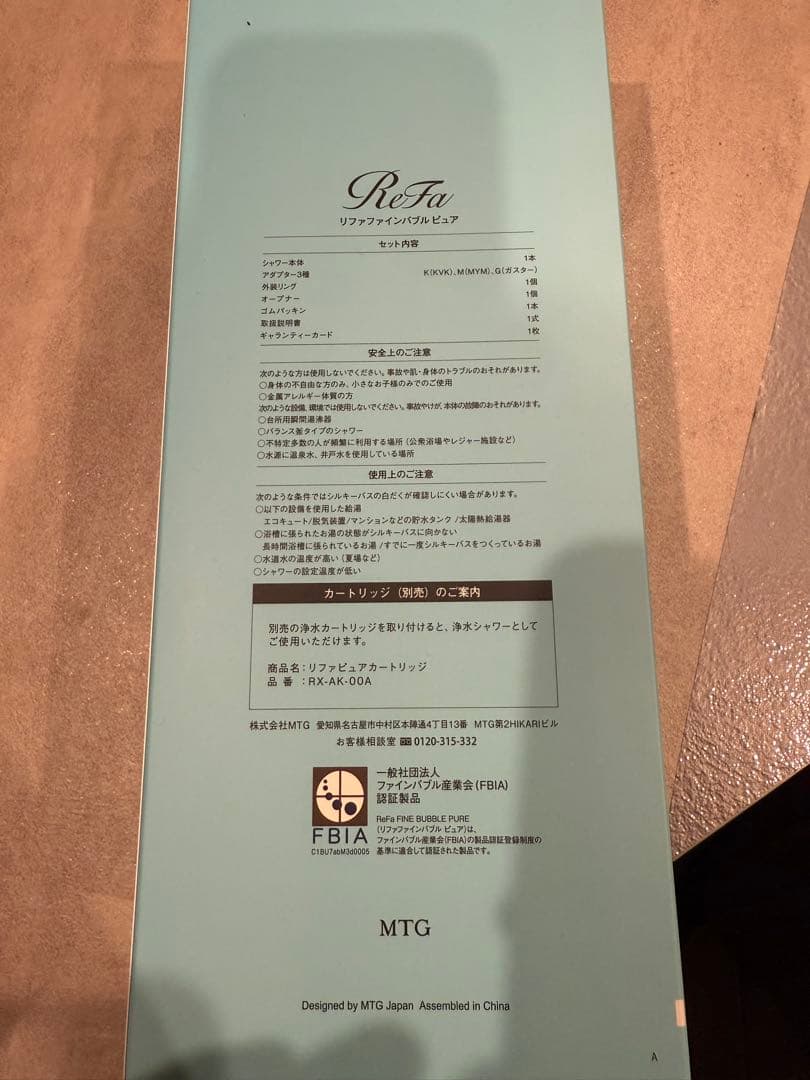 ReFa
リファファインバブル ピュア
セット内容
シャワー本体 1本
アダプター3種 K(KVK)、M(MYM)、G(ガスター)
外装リング 1個
オープナー 1個
ゴムパッキン 1本
取扱説明書 1式
ギャランティーカード 1枚
安全上のご注意
次のような方は使用しないでください。事故や肌・身体のトラブルのおそれがあります。
○身体の不自由な方のみ、小さなお子様のみでのご使用
○金属アレルギー体質の方
次のような設備、環境では使用しないでください。事故やけが、本体の故障のおそれがあります。
○台所用瞬間湯沸器
○バランス釜タイプのシャワー
○不特定多数の人が頻繁に利用する場所（公衆浴場やレジャー施設など）
○水源に温泉水、井戸水を使用している場所
使用上のご注意
次のような条件ではシルキーバスの白だくが確認しにくい場合があります。
○以下の設備を使用した給湯
エコキュート/脱気装置/マンションなどの貯水タンク /太陽熱給湯器
○浴槽に張られたお湯の状態がシルキーバスに向かない
長時間浴槽に張られているお湯 /すでに一度シルキーバスをつくっているお湯
○水道水の温度が高い（夏場など）
○シャワーの設定温度が低い
カートリッジ（別売）のご案内
別売の浄水カートリッジを取り付けると、浄水シャワーとして
ご使用いただけます。
商品名：リファピュアカートリッジ
品 番 ：RX-AK-00A
株式会社MTG 愛知県名古屋市中村区本陣通4丁目13番 MTG第2HIKARIビル
お客様相談室 0120-315-332
一般社団法人
ファインバブル産業会(FBIA)
認証製品
FBIA
C1BU7abM3d0005
ReFa FINE BUBBLE PURE
(リファファインバブル ピュア)は、
ファインバブル産業会(FBIA)の製品認証登録制度の
基準に適合して認証された製品です。
MTG
Designed by MTG Japan Assembled in China
A